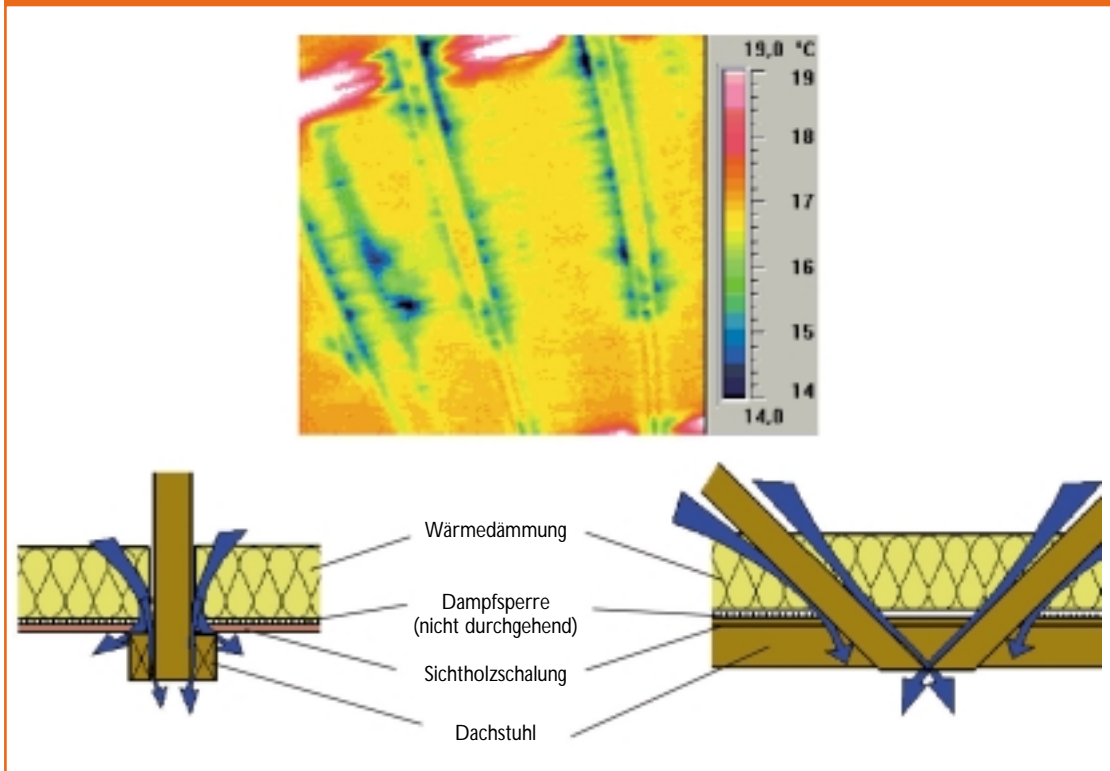 19,0 °C
19
18
17
16
15
14
14,0
Wärmedämmung
Dampfsperre
(nicht durchgehend)
Sichtholzschalung
Dachstuhl